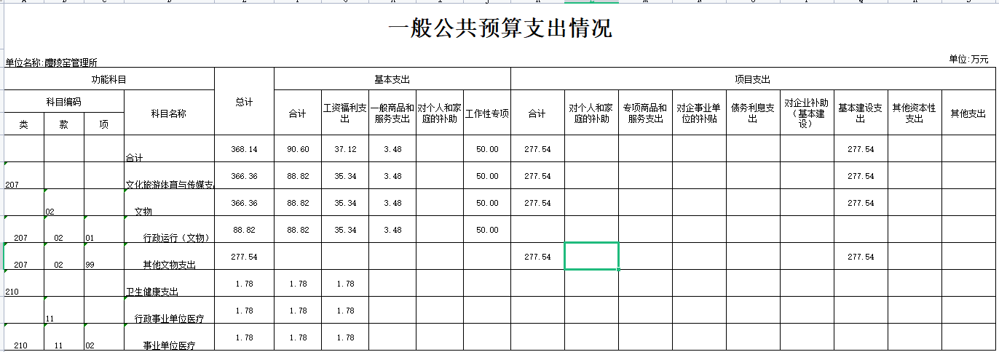 一般公共预算支出情况
单位名称:醴陵窑管理所 单位:万元
功能科目 总计 基本支出 项目支出
科目编码 科目名称 合计 工资福利支出 一般商品和服务支出 对个人和家庭的补助 工作性专项 合计 对个人和家庭的补助 专项商品和服务支出 对企事业单位的补贴 债务利息支出 对企业补助（基本建设） 基本建设支出 其他资本性支出 其他支出
类 款 项
合计 368.14 90.60 37.12 3.48 50.00 277.54 277.54
207 文化旅游体育与传媒支 366.36 88.82 35.34 3.48 50.00 277.54 277.54
02 文物 366.36 88.82 35.34 3.48 50.00 277.54 277.54
207 02 01 行政运行（文物） 88.82 88.82 35.34 3.48 50.00
207 02 99 其他文物支出 277.54 277.54 277.54
210 卫生健康支出 1.78 1.78 1.78
11 行政事业单位医疗 1.78 1.78 1.78
210 11 02 事业单位医疗 1.78 1.78 1.78